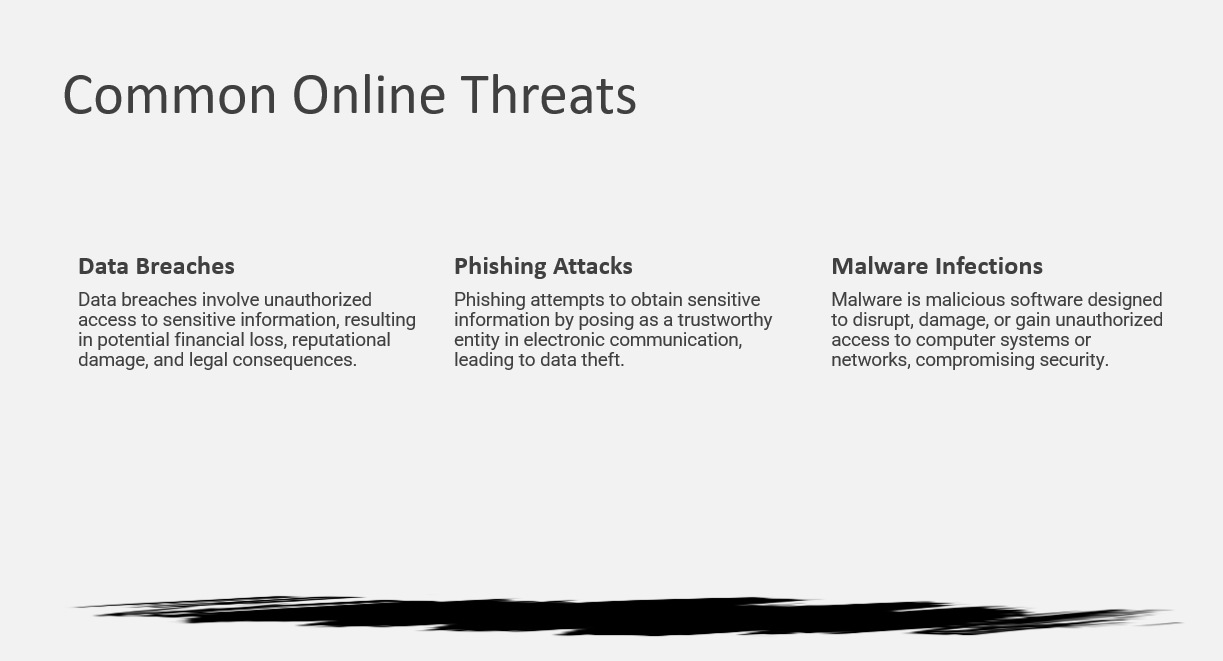 Common Online Threats
Data Breaches
Data breaches involve unauthorized
access to sensitive information, resulting
in potential financial loss, reputational
damage, and legal consequences.
Phishing Attacks
Phishing attempts to obtain sensitive
information by posing as a trustworthy
entity in electronic communication,
leading to data theft.
Malware Infections
Malware is malicious software designed
to disrupt, damage, or gain unauthorized
access to computer systems or
networks, compromising security.